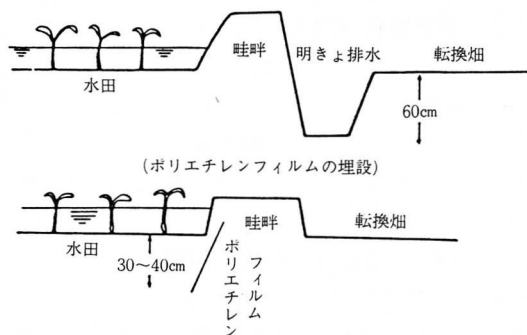 畦畔
明きょ排水
転換畑
水田
60cm
(ポリエチレンフィルムの埋設)
畦畔
転換畑
水田
30～40cm
ポリエチレン
フィルム